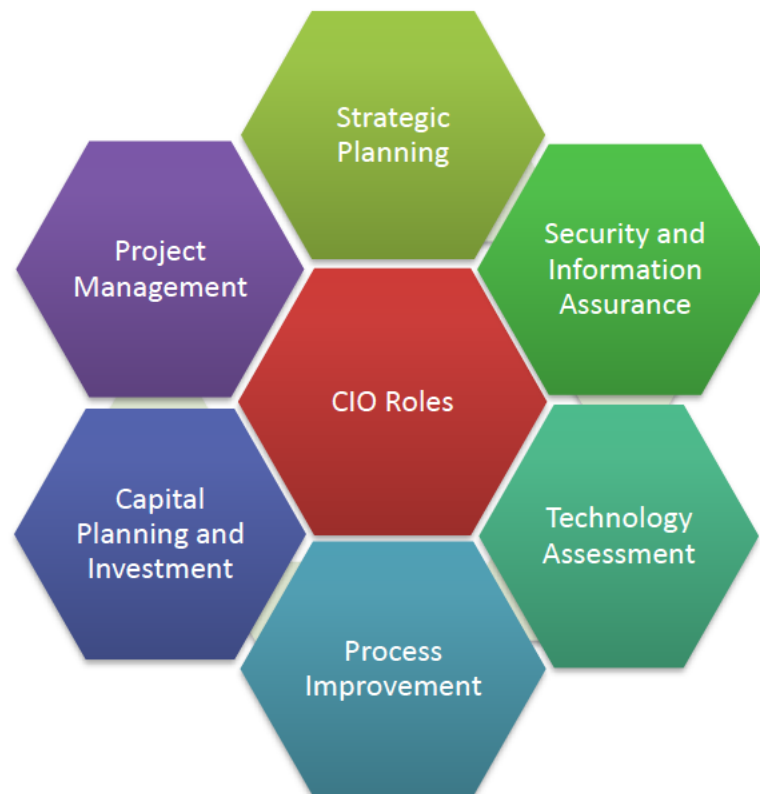 Strategic
Planning
Security and
Information
Assurance
Technology
Assessment
Process
Improvement
Capital
Planning and
Investment
Project
Management
CIO Roles